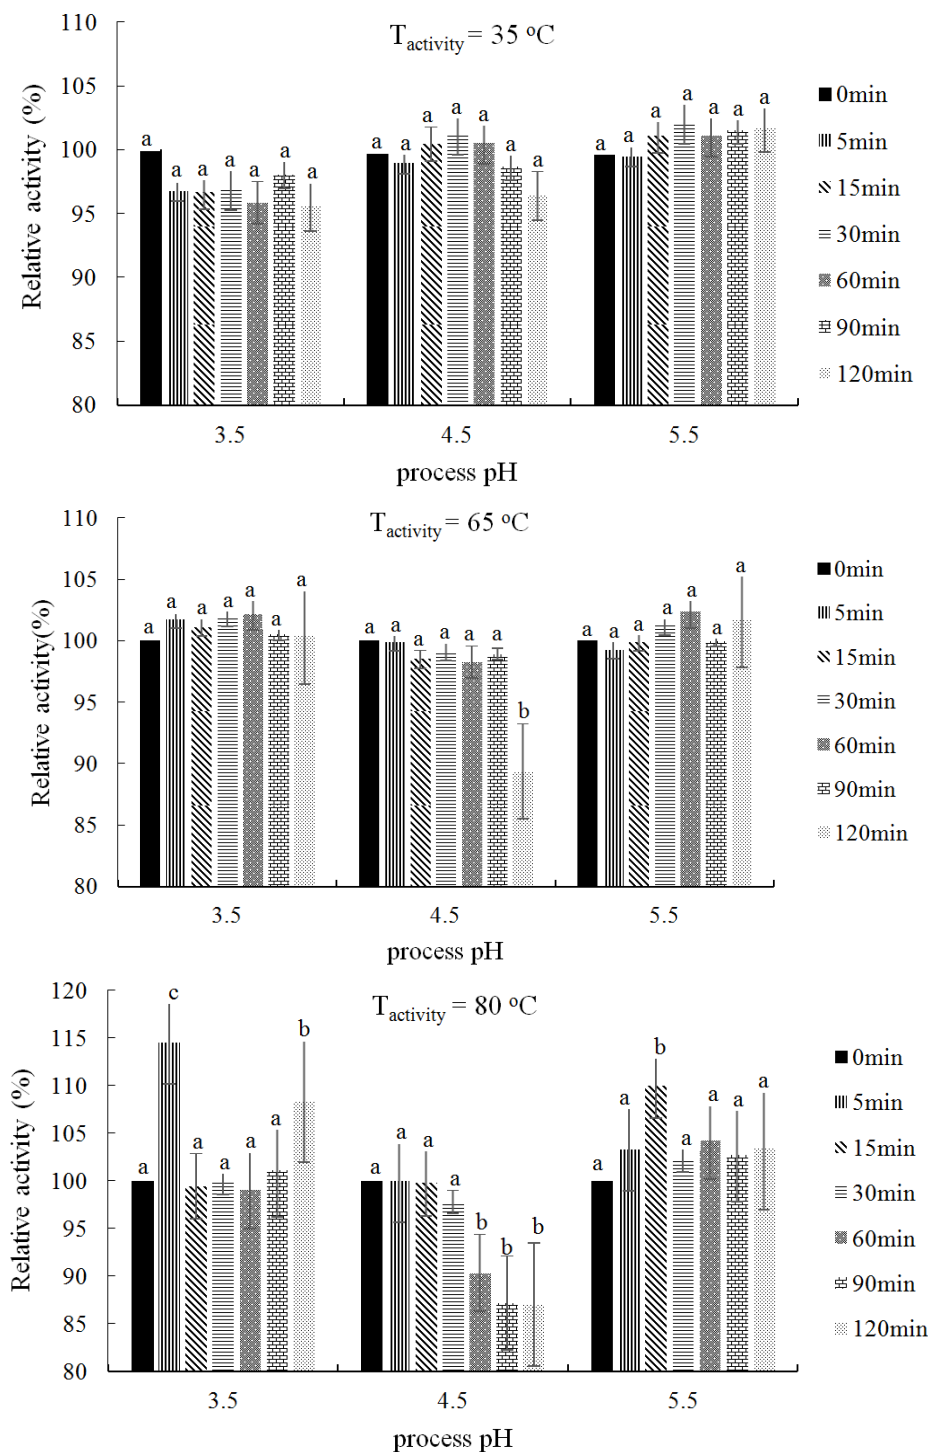 T activity = 35 °C
Relative activity (%)
110
105
100
95
90
85
80
a a a a a a a
a a a a a a a
a a a a a a a
3.5 4.5 5.5
process pH
0min
5min
15min
30min
60min
90min
120min
T activity = 65 °C
Relative activity(%)
110
105
100
95
90
85
80
a a a a a a a
a a a a a a b
a a a a a a a
3.5 4.5 5.5
process pH
0min
5min
15min
30min
60min
90min
120min
T activity = 80 °C
Relative activity (%)
120
115
110
105
100
95
90
85
80
a c a a a a b
a a a a b b b
a a b a a a a
3.5 4.5 5.5
process pH
0min
5min
15min
30min
60min
90min
120min